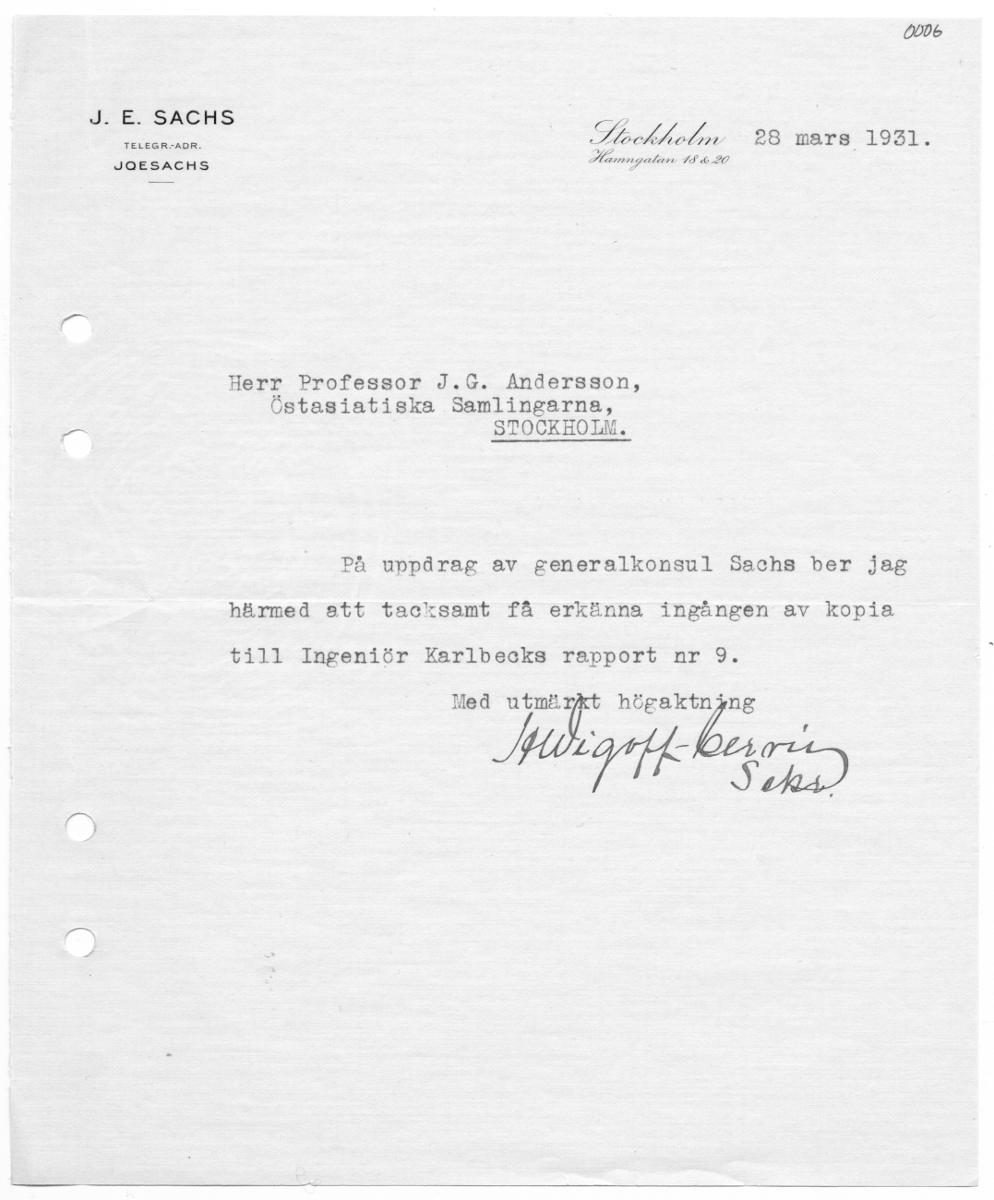 0006
J. E. SACHS
TELEGR.-ADR.
JOESACHS
Stockholm 28 mars 1931.
Hamngatan 18 & 20
Herr Professor J.G. Andersson,
Östasiatiska Samlingarna,
STOCKHOLM.
På uppdrag av generalkonsul Sachs ber jag
härmed att tacksamt få erkänna ingången av kopia
till Ingeniör Karlbecks rapport nr 9.
Med utmärkt högaktning
Sekr.